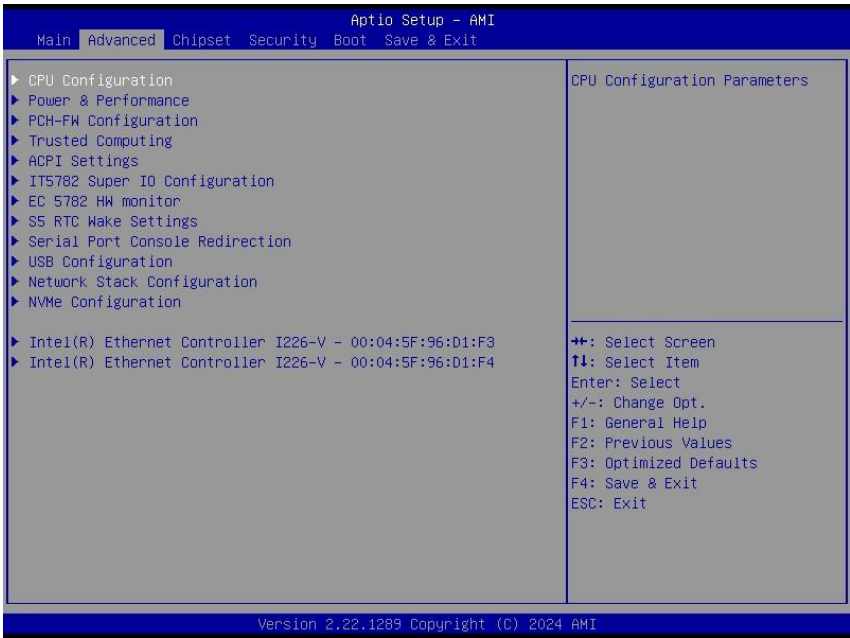 Aptio Setup – AMI
Main Advanced Chipset Security Boot Save & Exit
CPU Configuration
Power & Performance
PCH-FW Configuration
Trusted Computing
ACPI Settings
IT5782 Super IO Configuration
EC 5782 HW monitor
S5 RTC Wake Settings
Serial Port Console Redirection
USB Configuration
Network Stack Configuration
NVMe Configuration
Intel(R) Ethernet Controller I226-V - 00:04:5F:96:D1:F3
Intel(R) Ethernet Controller I226-V - 00:04:5F:96:D1:F4
CPU Configuration Parameters
→←: Select Screen
↑↓: Select Item
Enter: Select
+/-: Change Opt.
F1: General Help
F2: Previous Values
F3: Optimized Defaults
F4: Save & Exit
ESC: Exit
Version 2.22.1289 Copyright (C) 2024 AMI